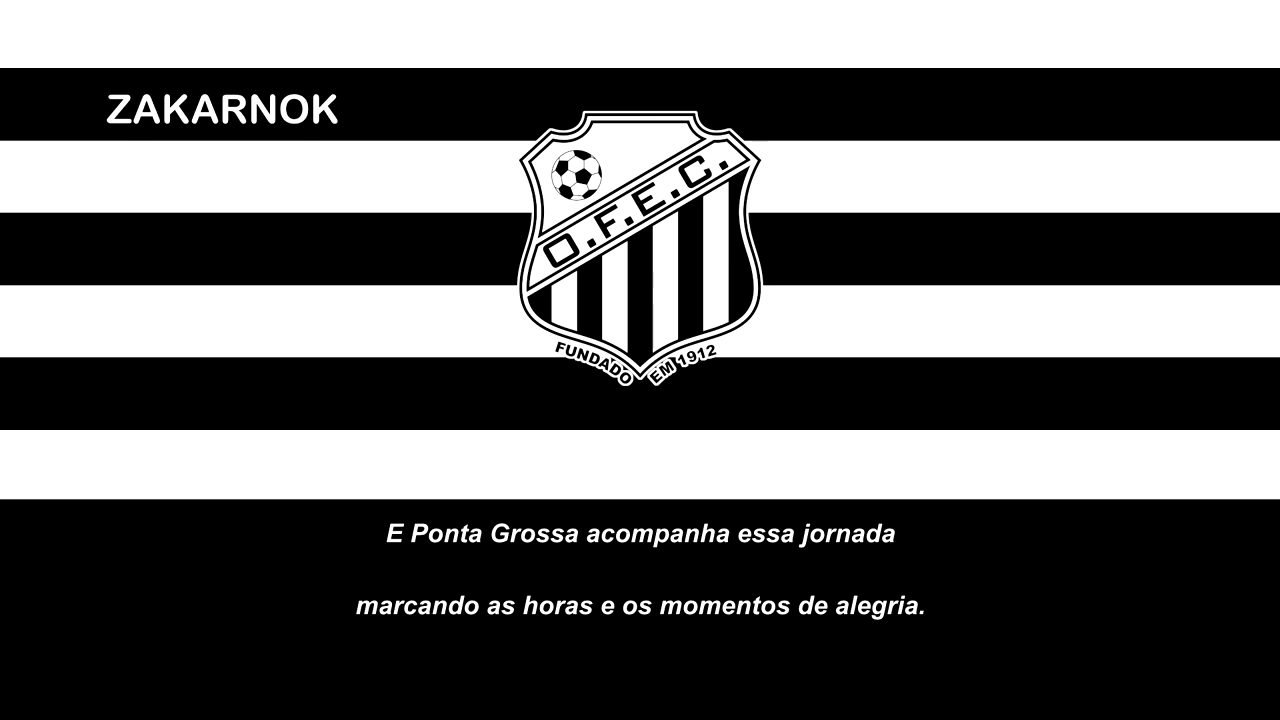 ZAKARNOK
O.F.E.C.
FUNDADO EM 1912
E Ponta Grossa acompanha essa jornada
marcando as horas e os momentos de alegria.